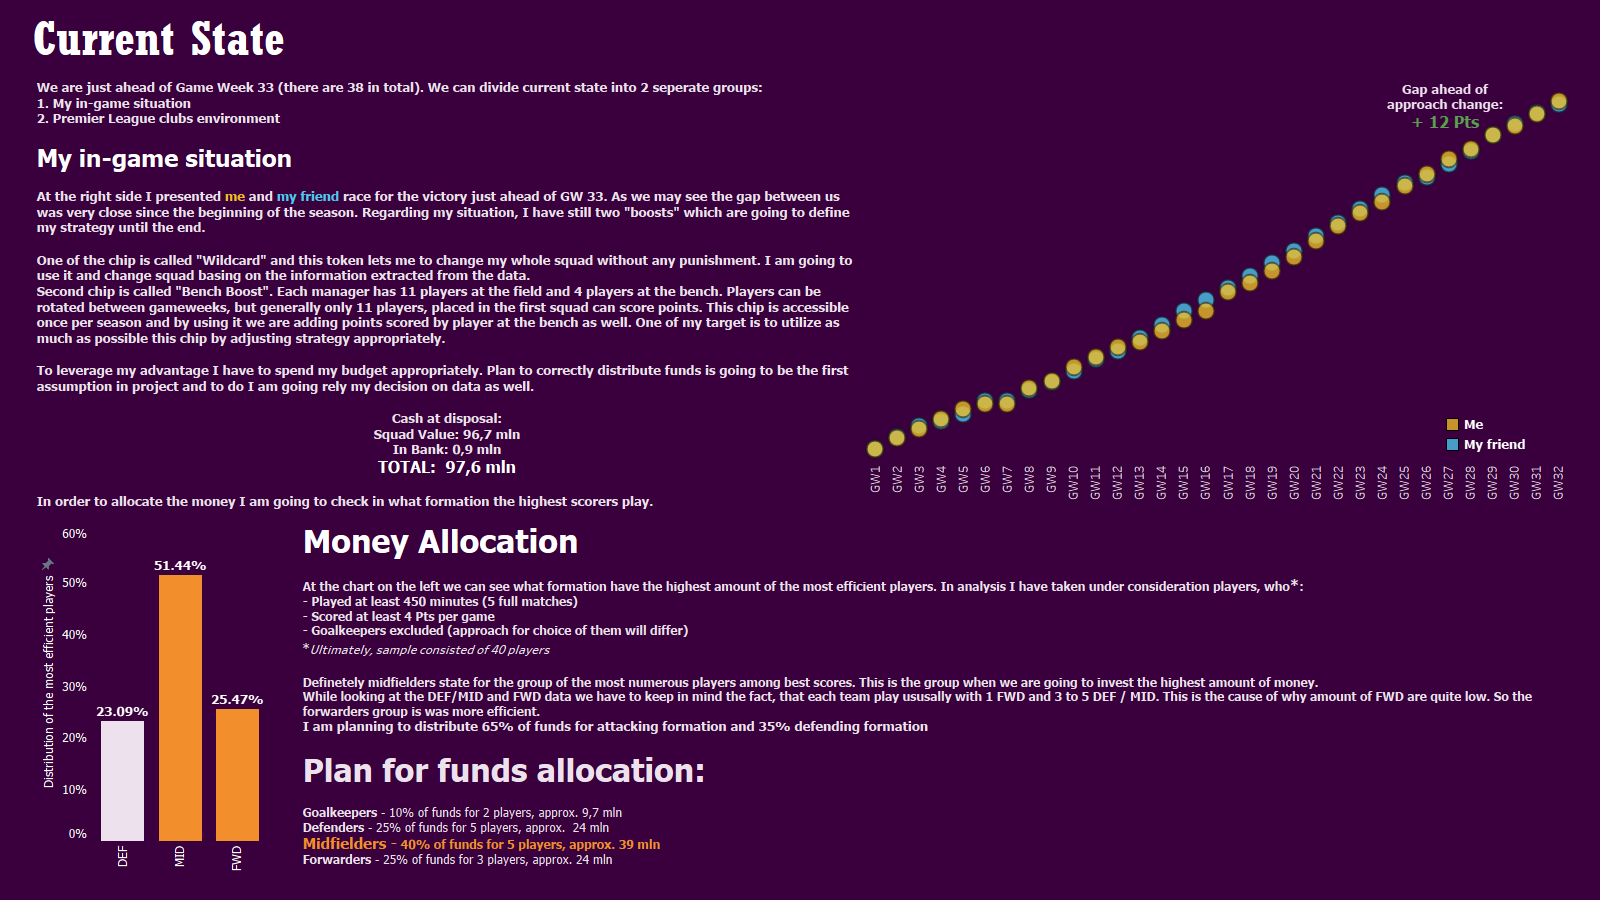 Current State
We are just ahead of Game Week 33 (there are 38 in total). We can divide current state into 2 seperate groups:
1. My in-game situation
2. Premier League clubs environment
My in-game situation
At the right side I presented me and my friend race for the victory just ahead of GW 33. As we may see the gap between us
was very close since the beginning of the season. Regarding my situation, I have still two "boosts" which are going to define
my strategy until the end.
One of the chip is called "Wildcard" and this token lets me to change my whole squad without any punishment. I am going to
use it and change squad basing on the information extracted from the data.
Second chip is called "Bench Boost". Each manager has 11 players at the field and 4 players at the bench. Players can be
rotated between gameweeks, but generally only 11 players, placed in the first squad can score points. This chip is accessible
once per season and by using it we are adding points scored by player at the bench as well. One of my target is to utilize as
much as possible this chip by adjusting strategy appropriately.
To leverage my advantage I have to spend my budget appropriately. Plan to correctly distribute funds is going to be the first
assumption in project and to do I am going rely my decision on data as well.
Cash at disposal:
Squad Value: 96,7 mln
In Bank: 0,9 mln
TOTAL: 97,6 mln
In order to allocate the money I am going to check in what formation the highest scorers play.
Gap ahead of
approach change:
+ 12 Pts
Me
My friend
GW1
GW2
GW3
GW4
GW5
GW6
GW7
GW8
GW9
GW10
GW11
GW12
GW13
GW14
GW15
GW16
GW17
GW18
GW19
GW20
GW21
GW22
GW23
GW24
GW25
GW26
GW27
GW28
GW29
GW30
GW31
GW32
Distribution of the most efficient players
60%
50%
40%
30%
20%
10%
0%
23.09%
51.44%
25.47%
DEF
MID
FWD
Money Allocation
At the chart on the left we can see what formation have the highest amount of the most efficient players. In analysis I have taken under consideration players, who*:
- Played at least 450 minutes (5 full matches)
- Scored at least 4 Pts per game
- Goalkeepers excluded (approach for choice of them will differ)
*Ultimately, sample consisted of 40 players
Definetely midfielders state for the group of the most numerous players among best scores. This is the group when we are going to invest the highest amount of money.
While looking at the DEF/MID and FWD data we have to keep in mind the fact, that each team play ususally with 1 FWD and 3 to 5 DEF / MID. This is the cause of why amount of FWD are quite low. So the
forwarders group is was more efficient.
I am planning to distribute 65% of funds for attacking formation and 35% defending formation
Plan for funds allocation:
Goalkeepers - 10% of funds for 2 players, approx. 9,7 mln
Defenders - 25% of funds for 5 players, approx. 24 mln
Midfielders - 40% of funds for 5 players, approx. 39 mln
Forwarders - 25% of funds for 3 players, approx. 24 mln